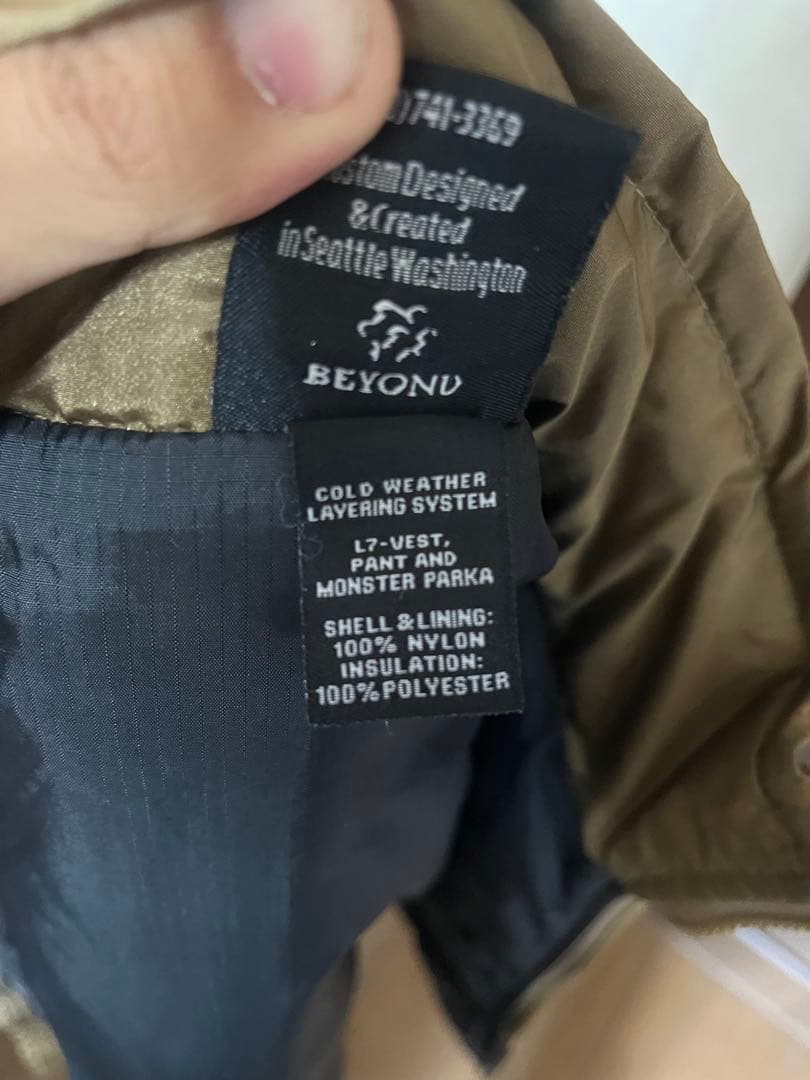 741-3369
Designed
& Created
in Seattle Washington
BEYOND
COLD WEATHER
LAYERING SYSTEM
L7-VEST,
PANT AND
MONSTER PARKA
SHELL & LINING:
100% NYLON
INSULATION:
100% POLYESTER